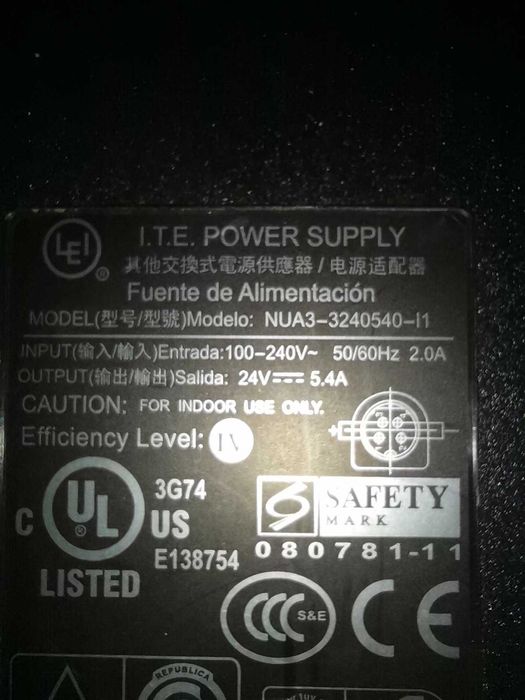 LEI ®
I.T.E. POWER SUPPLY
其他交換式電源供應器 / 电源适配器
Fuente de Alimentación
MODEL(型号/型號)Modelo: NUA3-3240540-I1
INPUT(输入/輸入)Entrada:100-240V~ 50/60Hz 2.0A
OUTPUT(输出/輸出)Salida: 24V⎓ 5.4A
CAUTION: FOR INDOOR USE ONLY.
Efficiency Level: IV
3G74
C UL ® US
E138754
LISTED
S SAFETY
MARK
080781-11
CCC S&E
CE
REPUBLICA